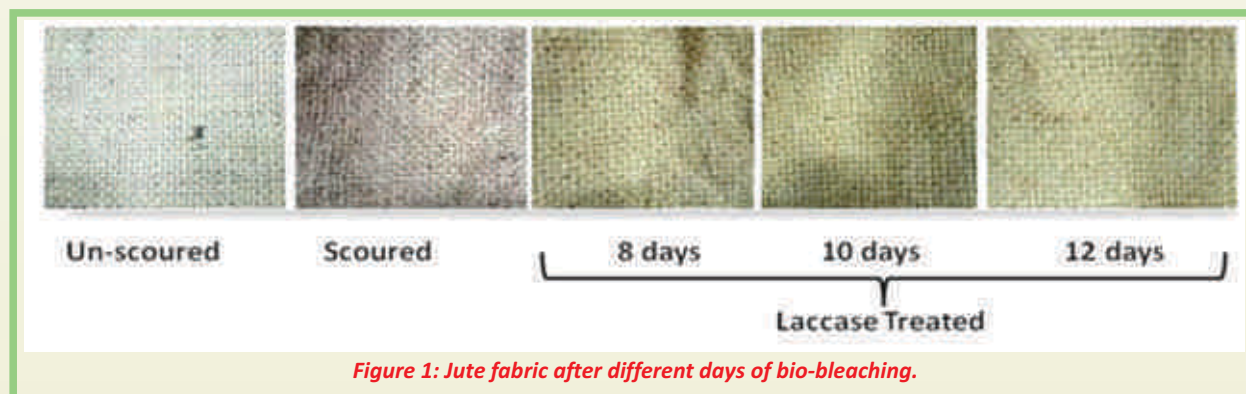 Un-scoured Scoured 8 days 10 days 12 days
Laccase Treated
Figure 1: Jute fabric after different days of bio-bleaching.